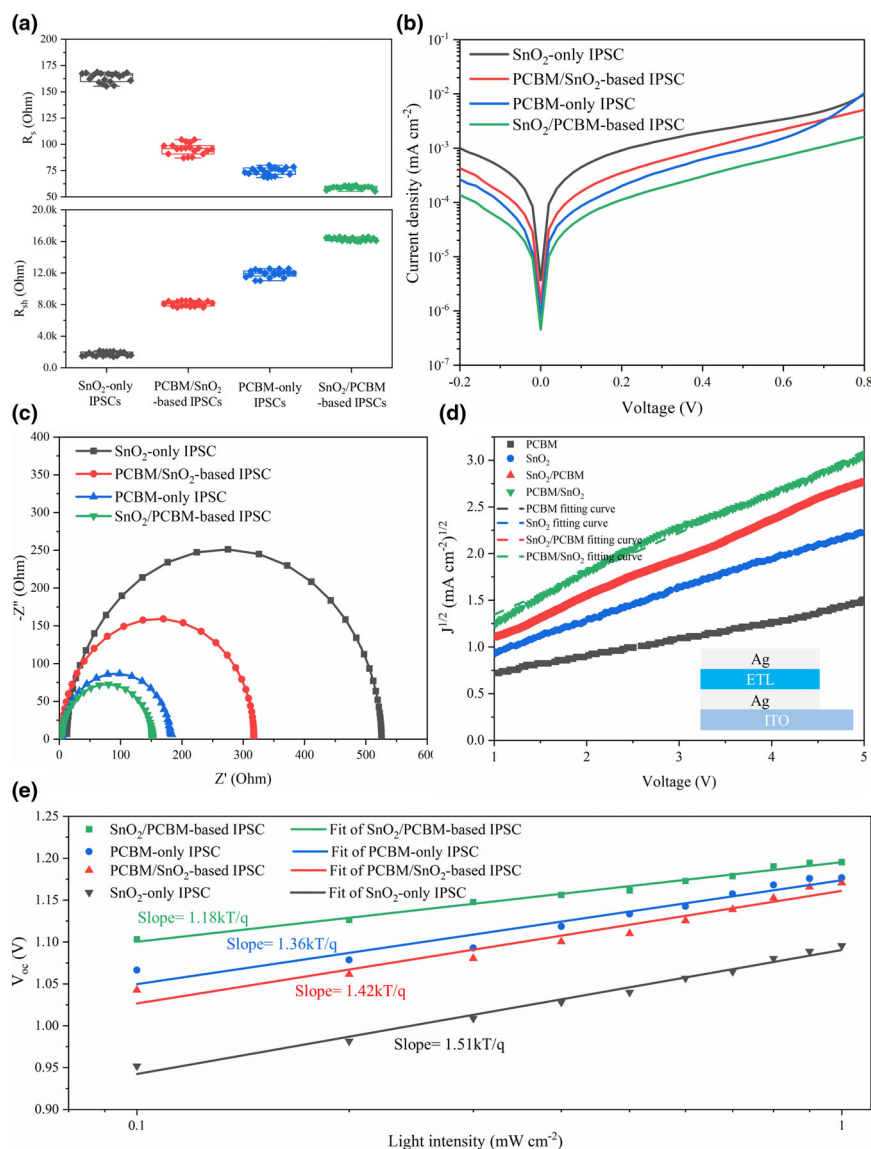 (a)
200
175
150
125
100
75
50
Rs (Ohm)
20.0k
16.0k
12.0k
8.0k
4.0k
0.0
Rsh (Ohm)
SnO2-only
IPSCs
PCBM/SnO2
-based IPSCs
PCBM-only
IPSCs
SnO2/PCBM
-based IPSCs
(b)
10-1
10-2
10-3
10-4
10-5
10-6
10-7
Current density (mA cm-2)
SnO2-only IPSC
PCBM/SnO2-based IPSC
PCBM-only IPSC
SnO2/PCBM-based IPSC
-0.2 0.0 0.2 0.4 0.6 0.8
Voltage (V)
(c)
400
350
300
250
200
150
100
50
0
-Z" (Ohm)
SnO2-only IPSC
PCBM/SnO2-based IPSC
PCBM-only IPSC
SnO2/PCBM-based IPSC
0 100 200 300 400 500 600
Z' (Ohm)
(d)
3.0
2.5
2.0
1.5
1.0
0.5
0.0
J1/2 (mA cm-2)1/2
PCBM
SnO2
SnO2/PCBM
PCBM/SnO2
PCBM fitting curve
SnO2 fitting curve
SnO2/PCBM fitting curve
PCBM/SnO2 fitting curve
Ag
ETL
Ag
ITO
1 2 3 4 5
Voltage (V)
(e)
1.25
1.20
1.15
1.10
1.05
1.00
0.95
0.90
Voc (V)
SnO2/PCBM-based IPSC Fit of SnO2/PCBM-based IPSC
PCBM-only IPSC Fit of PCBM-only IPSC
PCBM/SnO2-based IPSC Fit of PCBM/SnO2-based IPSC
SnO2-only IPSC Fit of SnO2-only IPSC
Slope= 1.18kT/q
Slope= 1.36kT/q
Slope= 1.42kT/q
Slope= 1.51kT/q
0.1 1
Light intensity (mW cm-2)